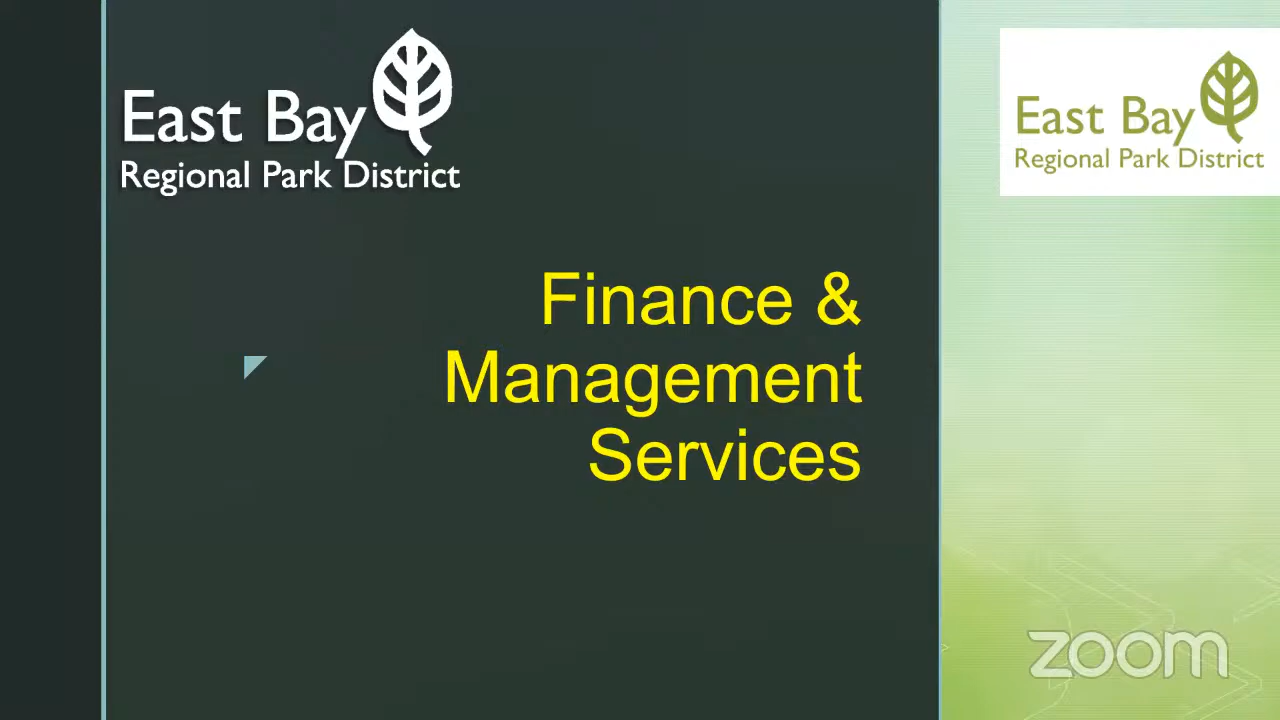 East Bay
Regional Park District
East Bay
Regional Park District
Finance &
Management
Services
zoom